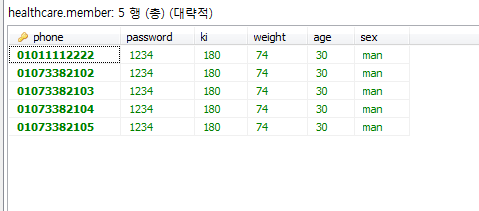 healthcare.member: 5 행 (총) (대략적)
phone password ki weight age sex
01011112222 1234 180 74 30 man
01073382102 1234 180 74 30 man
01073382103 1234 180 74 30 man
01073382104 1234 180 74 30 man
01073382105 1234 180 74 30 man